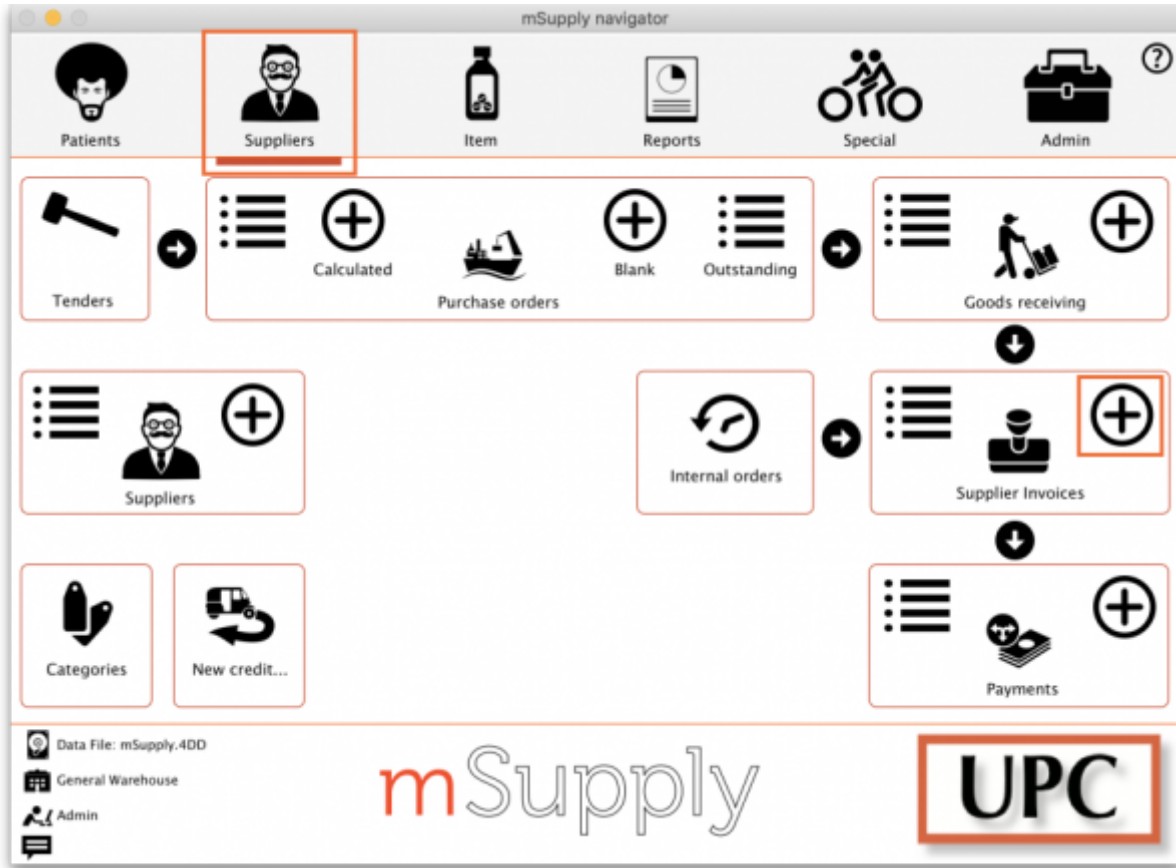 mSupply navigator
?
Patients
Suppliers
Item
Reports
Special
Admin
Calculated
Blank
Outstanding
Tenders
Purchase orders
Goods receiving
Internal orders
Suppliers
Supplier Invoices
Categories
New credit...
Payments
Data File: mSupply.4DD
General Warehouse
Admin
mSupply
UPC